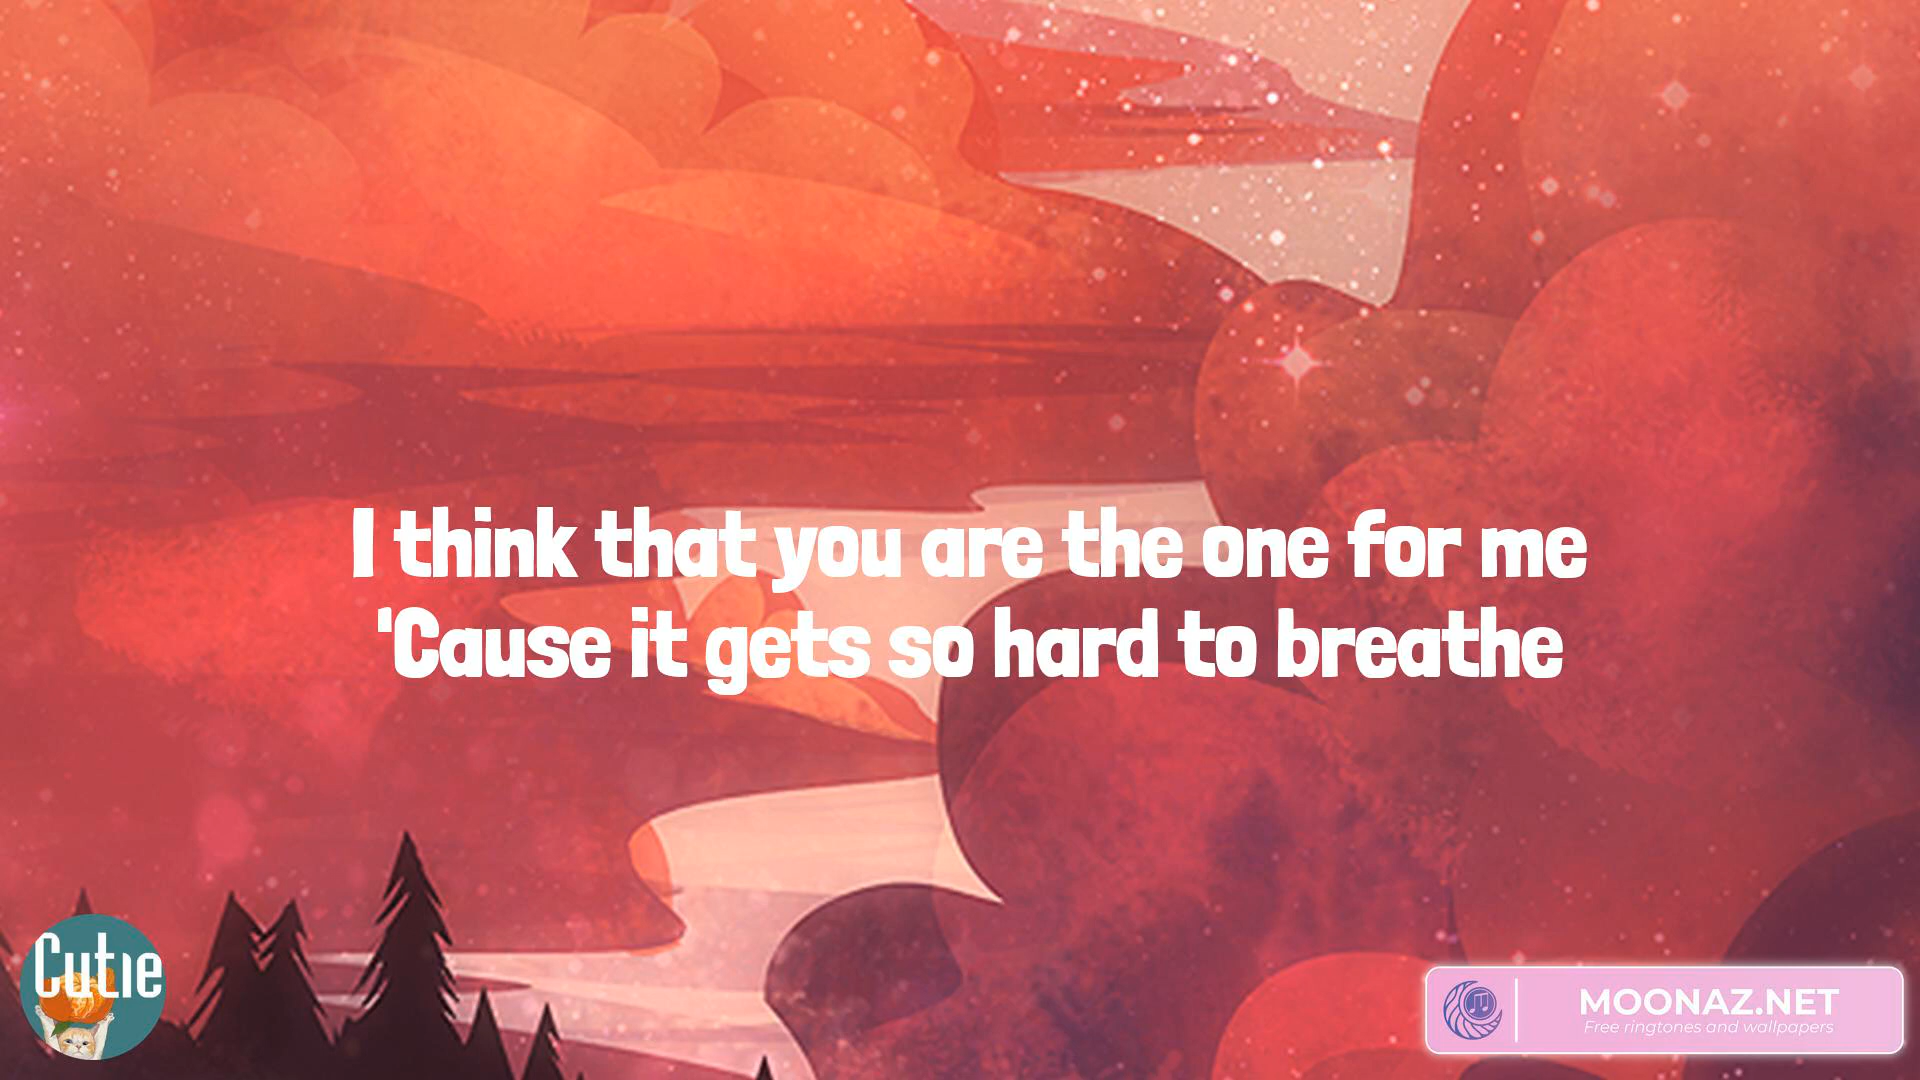 I think that you are the one for me
'Cause it gets so hard to breathe
Cutie
MOONAZ.NET
Free ringtones and wallpapers